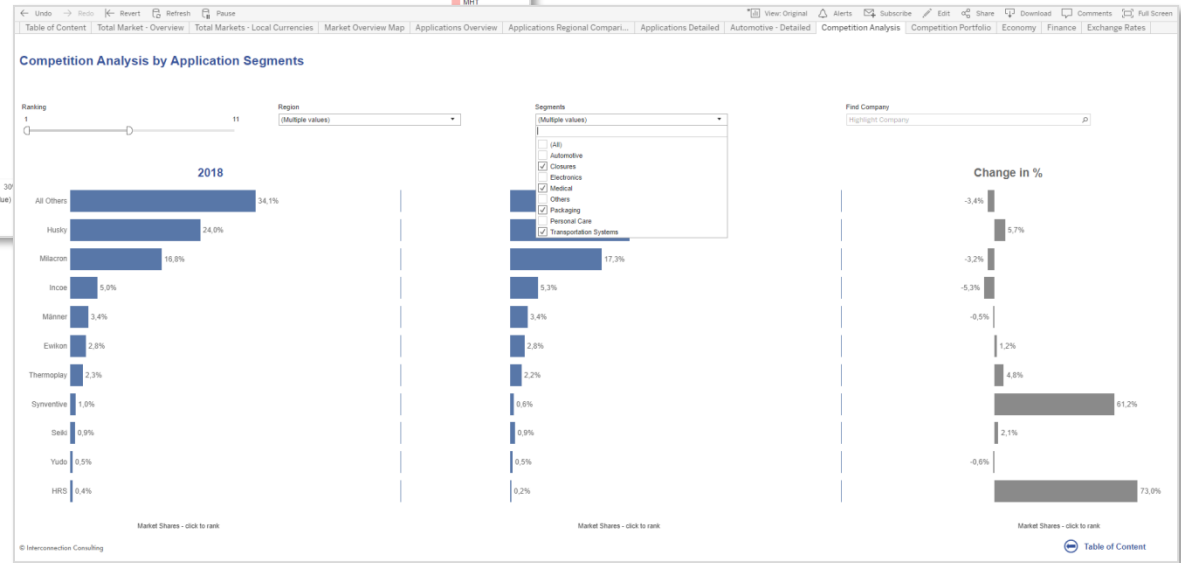 MHT
← Undo → Redo Revert Refresh Pause View: Original Alerts Subscribe Edit Share Download Comments Full Screen
Table of Content Total Market - Overview Total Markets - Local Currencies Market Overview Map Applications Overview Applications Regional Compari... Applications Detailed Automotive - Detailed Competition Analysis Competition Portfolio Economy Finance Exchange Rates
Competition Analysis by Application Segments
Ranking Region Segments Find Company
1 11 (Multiple values) (Multiple values) Highlight Company
(All)
Automotive
Closures
Electronics
Medical
Others
Packaging
Personal Care
Transportation Systems
2018 Change in %
All Others 34,1% -3,4%
Husky 24,0% 5,7%
Milacron 16,8% 17,3% -3,2%
Incoe 5,0% 5,3% -5,3%
Männer 3,4% 3,4% -0,5%
Ewikon 2,8% 2,8% 1,2%
Thermoplay 2,3% 2,2% 4,8%
Synventive 1,0% 0,6% 61,2%
Seiki 0,9% 0,9% 2,1%
Yudo 0,5% 0,5% -0,6%
HRS 0,4% 0,2% 73,0%
Market Shares - click to rank Market Shares - click to rank Market Shares - click to rank
© Interconnection Consulting Table of Content